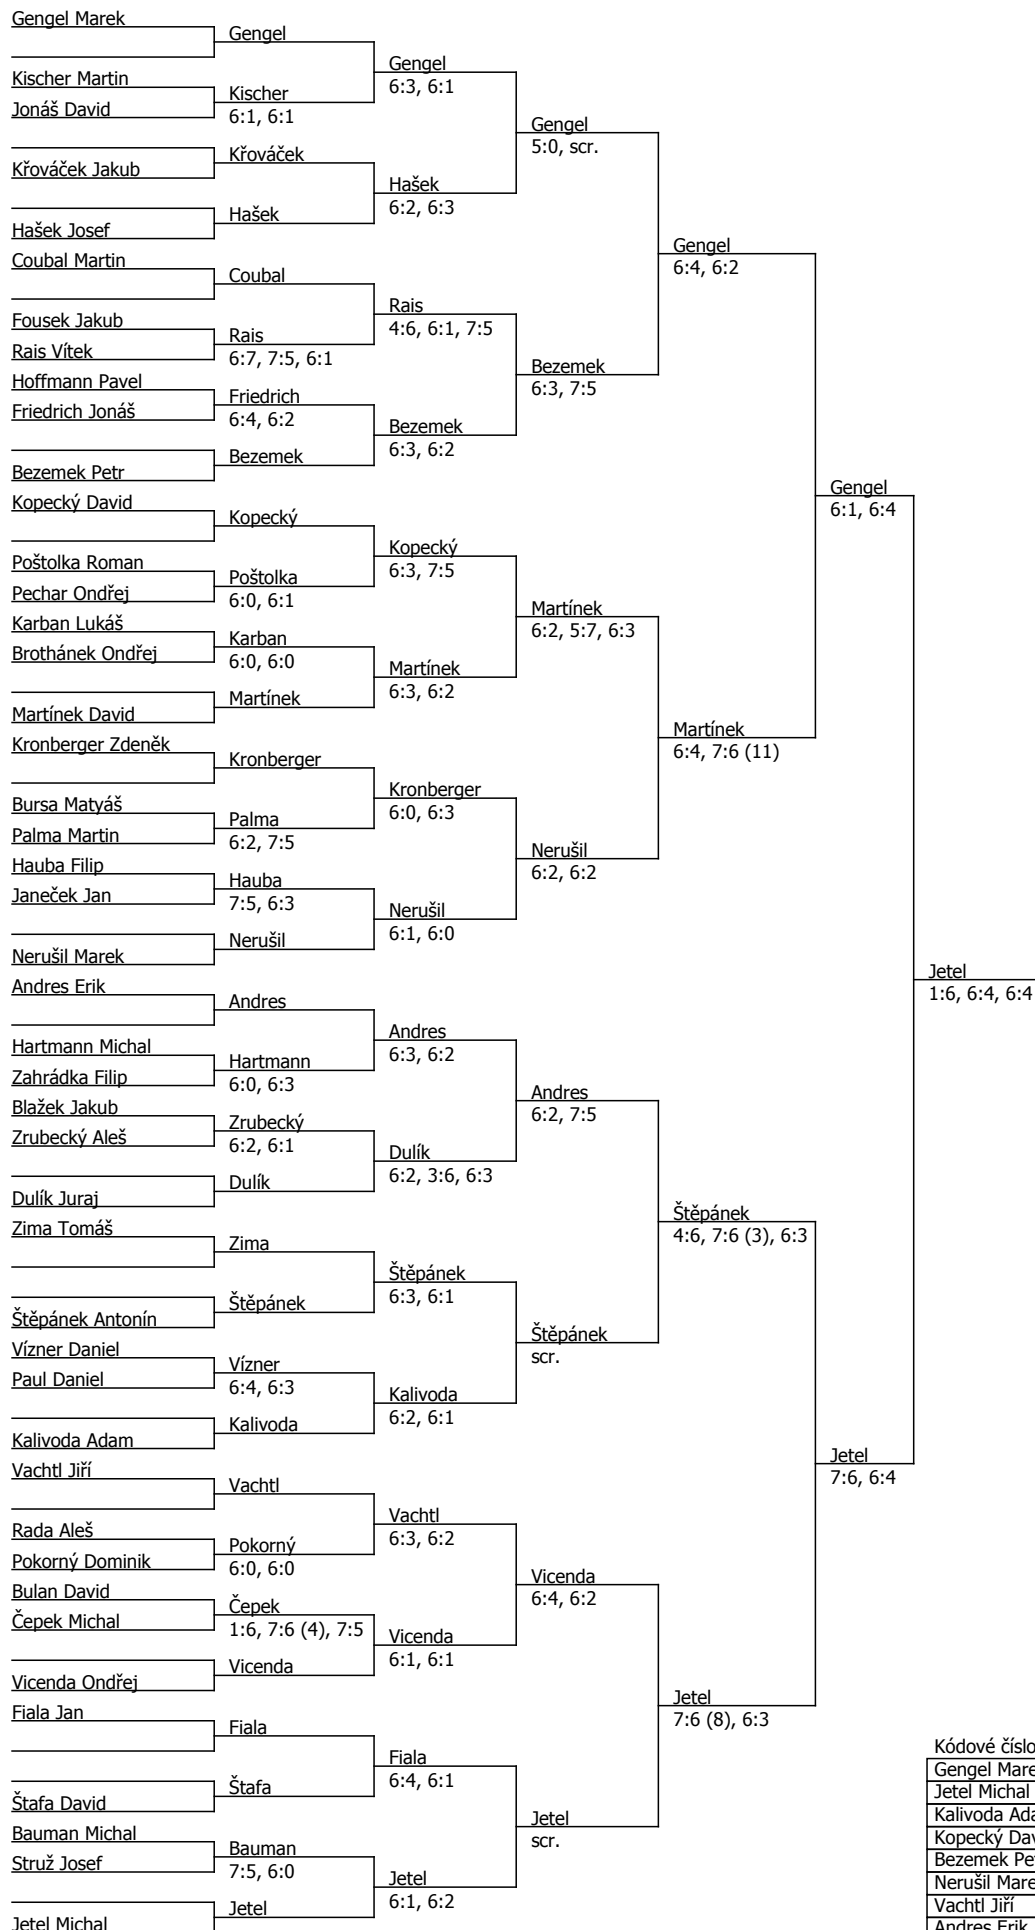 Gengel Marek
Kischer Martin
Jonáš David
Křováček Jakub
Hašek Josef
Coubal Martin
Fousek Jakub
Rais Vítek
Hoffmann Pavel
Friedrich Jonáš
Bezemek Petr
Kopecký David
Poštolka Roman
Pechar Ondřej
Karban Lukáš
Brothánek Ondřej
Martínek David
Kronberger Zdeněk
Bursa Matyáš
Palma Martin
Hauba Filip
Janeček Jan
Nerušil Marek
Andres Erik
Hartmann Michal
Zahrádka Filip
Blažek Jakub
Zrubecký Aleš
Dulík Juraj
Zima Tomáš
Štěpánek Antonín
Vízner Daniel
Paul Daniel
Kalivoda Adam
Vachtl Jiří
Rada Aleš
Pokorný Dominik
Bulan David
Čepek Michal
Vicenda Ondřej
Fiala Jan
Štafa David
Bauman Michal
Struž Josef
Jetel Michal
Gengel
Kischer
6:1, 6:1
Křováček
Hašek
Coubal
Rais
6:7, 7:5, 6:1
Friedrich
6:4, 6:2
Bezemek
Kopecký
Poštolka
6:0, 6:1
Karban
6:0, 6:0
Martínek
Kronberger
Palma
6:2, 7:5
Hauba
7:5, 6:3
Nerušil
Andres
Hartmann
6:0, 6:3
Zrubecký
6:2, 6:1
Dulík
Zima
Štěpánek
Vízner
6:4, 6:3
Kalivoda
Vachtl
Pokorný
6:0, 6:0
Čepek
1:6, 7:6 (4), 7:5
Vicenda
Fiala
Štafa
Bauman
7:5, 6:0
Jetel
Gengel
6:3, 6:1
Hašek
6:2, 6:3
Rais
4:6, 6:1, 7:5
Bezemek
6:3, 6:2
Kopecký
6:3, 7:5
Martínek
6:3, 6:2
Kronberger
6:0, 6:3
Nerušil
6:1, 6:0
Andres
6:3, 6:2
Dulík
6:2, 3:6, 6:3
Štěpánek
6:3, 6:1
Kalivoda
6:2, 6:1
Vachtl
6:3, 6:2
Vicenda
6:1, 6:1
Fiala
6:4, 6:1
Jetel
6:1, 6:2
Gengel
5:0, scr.
Bezemek
6:3, 7:5
Martínek
6:2, 5:7, 6:3
Nerušil
6:2, 6:2
Andres
6:2, 7:5
Štěpánek
scr.
Vicenda
6:4, 6:2
Jetel
scr.
Gengel
6:4, 6:2
Martínek
6:4, 7:6 (11)
Štěpánek
4:6, 7:6 (3), 6:3
Jetel
7:6 (8), 6:3
Gengel
6:1, 6:4
Jetel
7:6, 6:4
Jetel
1:6, 6:4, 6:4
Kódové číslo
Gengel Mare
Jetel Michal
Kalivoda Ada
Kopecký Dav
Bezemek Pe
Nerušil Mare
Vachtl Jiří
Andres Erik